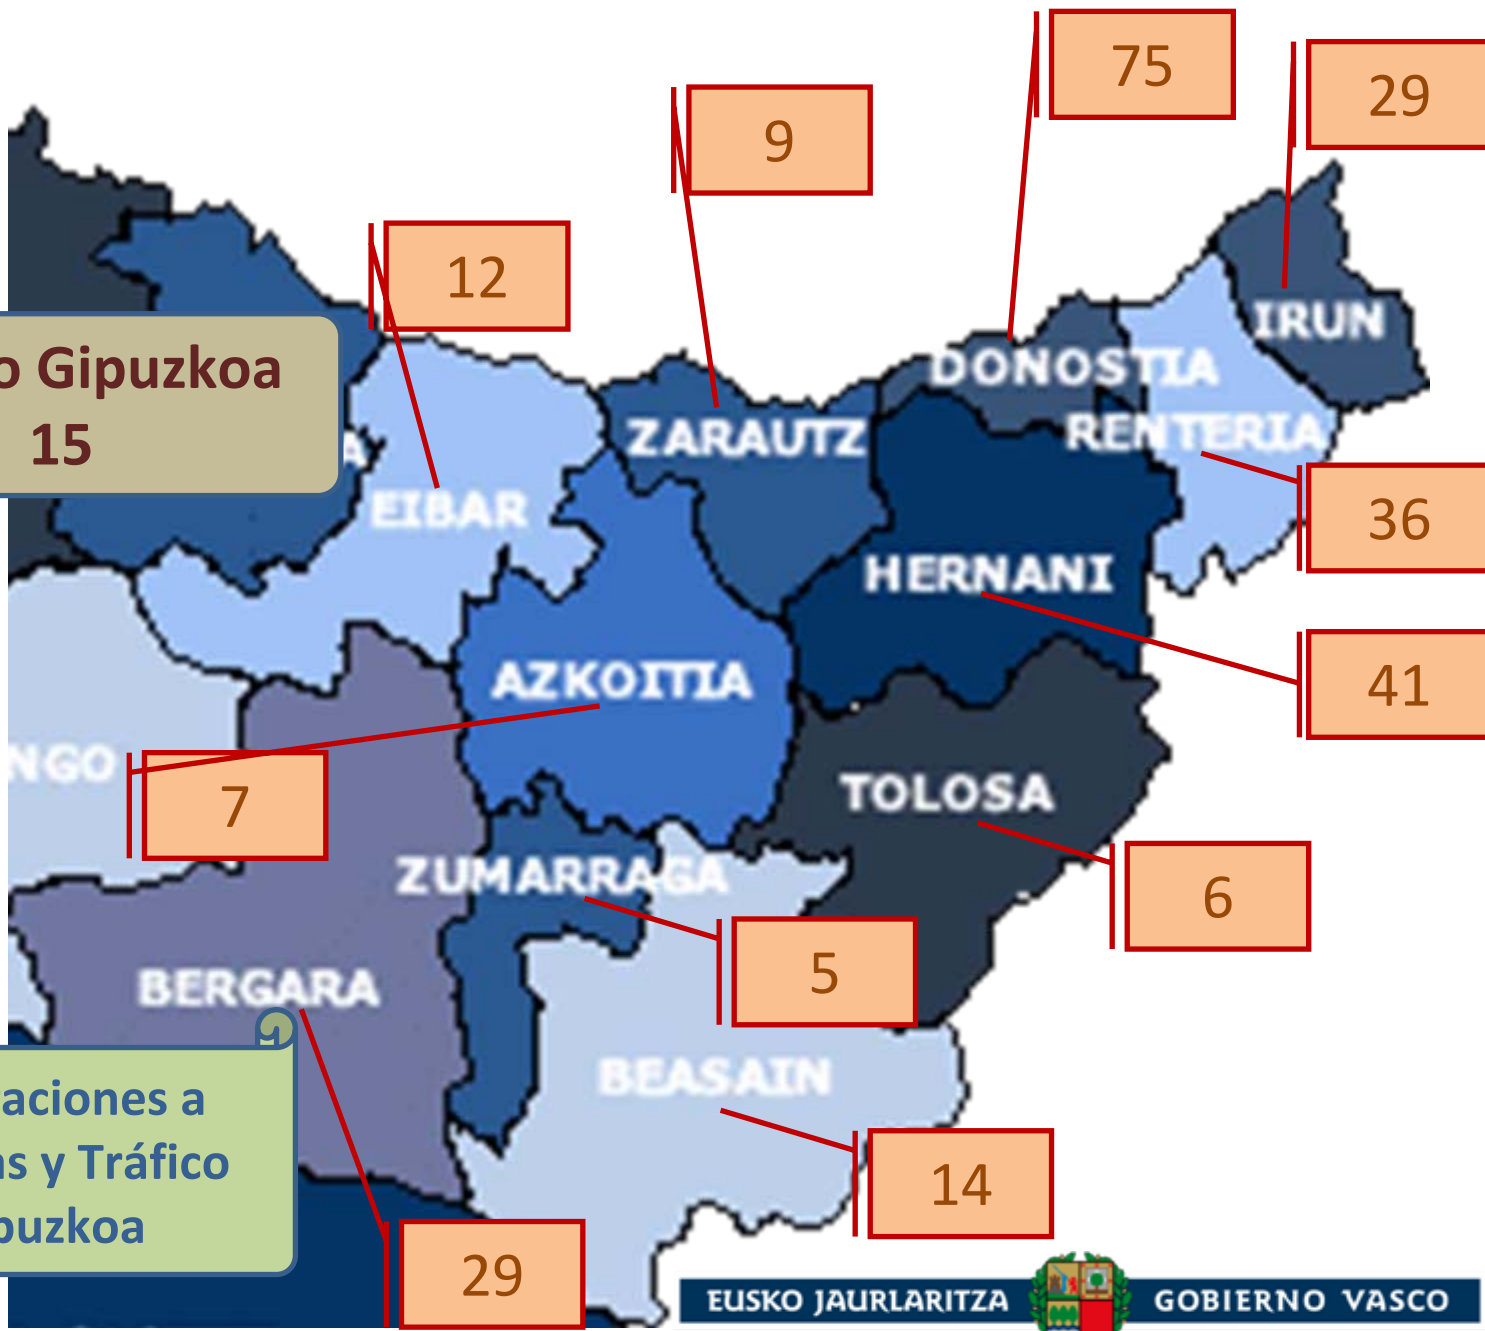 75
29
9
12
o Gipuzkoa
15
IRUN
DONOSTIA
RENTERIA
ZARAUTZ
A
EIBAR
36
HERNANI
41
AZKOITIA
NGO
7
TOLOSA
ZUMARRAGA
6
5
BERGARA
BEASAIN
aciones a
as y Tráfico
puzkoa
14
29
EUSKO JAURLARITZA
GOBIERNO VASCO